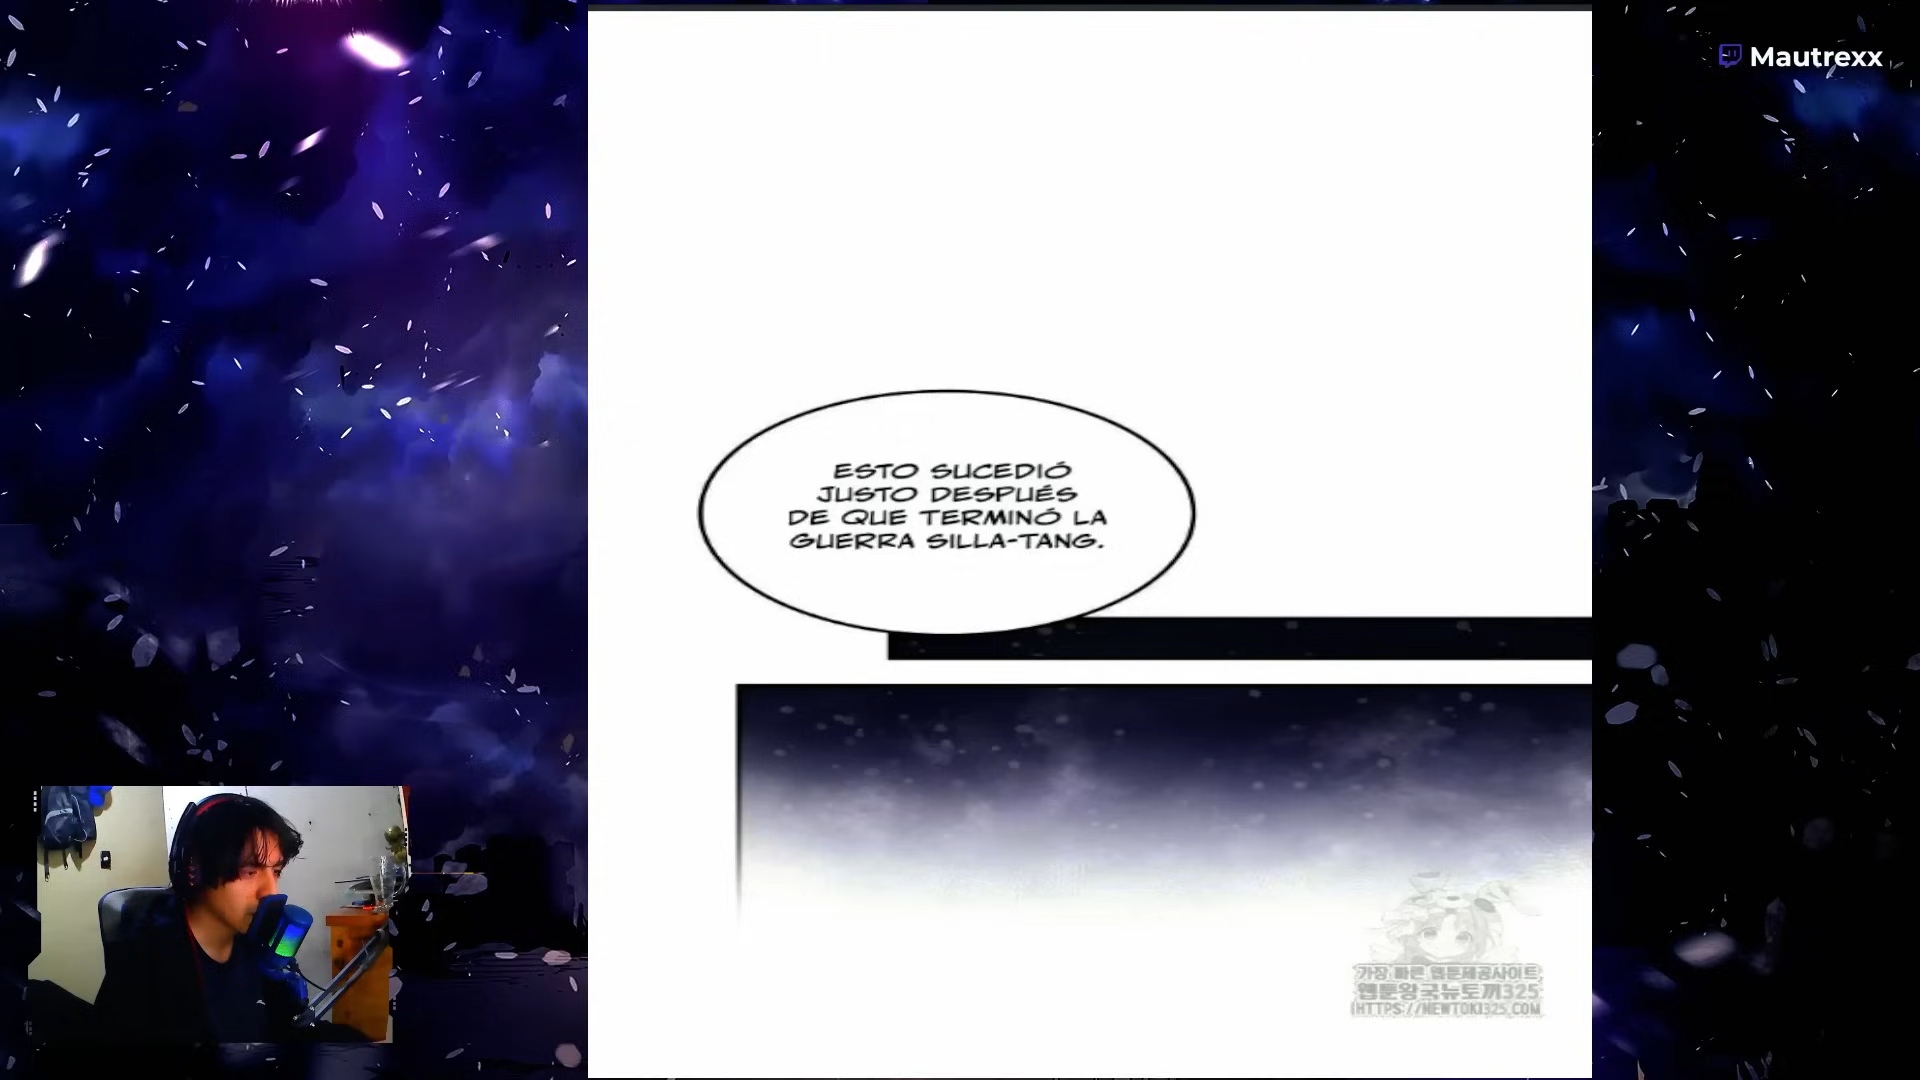 Mautrexx
ESTO SUCEDIÓ
JUSTO DESPUÉS
DE QUE TERMINÓ LA
GUERRA SILLA-TANG.
가장 빠른 웹툰제공사이트
웹툰왕국뉴토끼325
(HTTPS://NEWTOKI325.COM